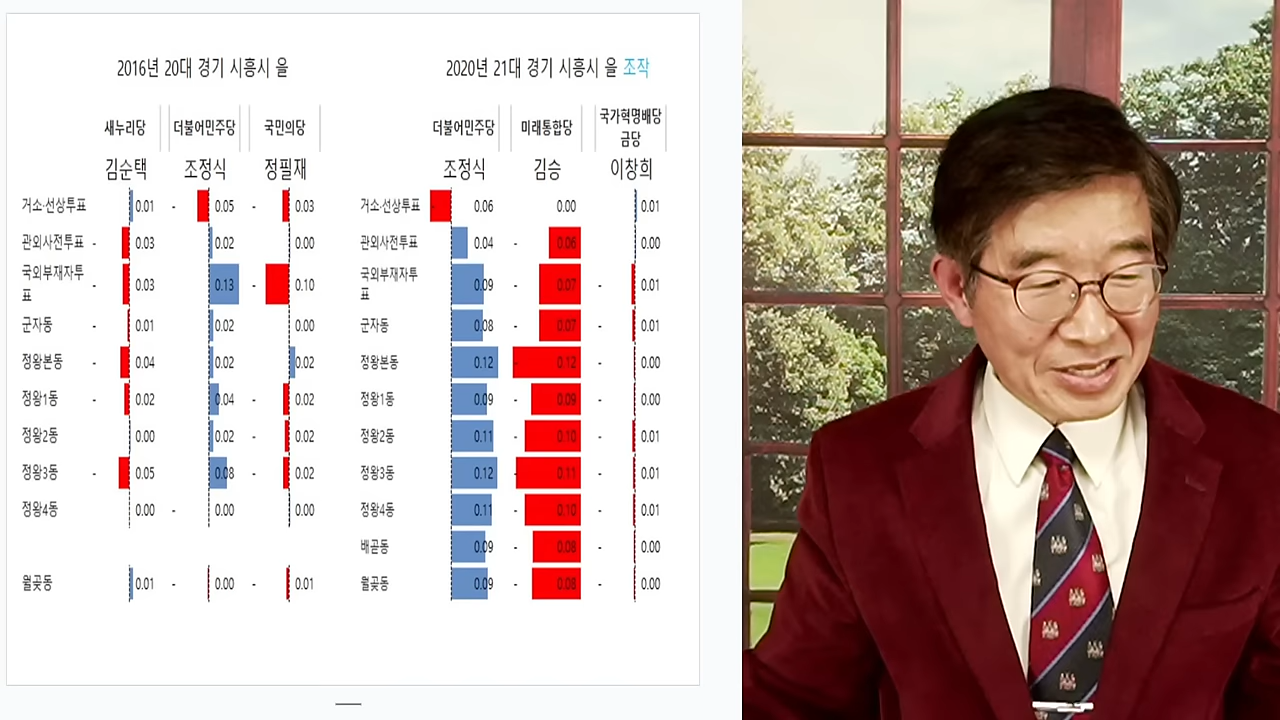 2016년 20대 경기 시흥시 을
새누리당 더불어민주당 국민의당
김순택 조정식 정필재
거소·선상투표 0.01 - 0.05 - 0.03
관외사전투표 - 0.03 0.02 0.00
국외부재자투
표 - 0.03 0.13 - 0.10
군자동 - 0.01 0.02 0.00
정왕본동 - 0.04 0.02 0.02
정왕1동 - 0.02 0.04 - 0.02
정왕2동 0.00 0.02 - 0.02
정왕3동 - 0.05 0.08 - 0.02
정왕4동 0.00 - 0.00 0.00
월곶동 0.01 - 0.00 - 0.01
2020년 21대 경기 시흥시 을 조작
더불어민주당 미래통합당 국가혁명배당
금당
조정식 김승 이창희
거소·선상투표 - 0.06 0.00 0.01
관외사전투표 0.04 - 0.06 0.00
국외부재자투
표 0.09 - 0.07 - 0.01
군자동 0.08 - 0.07 - 0.01
정왕본동 0.12 - 0.12 - 0.00
정왕1동 0.09 - 0.09 - 0.00
정왕2동 0.11 - 0.10 - 0.01
정왕3동 0.12 - 0.11 - 0.01
정왕4동 0.11 - 0.10 - 0.01
배곧동 0.09 - 0.08 - 0.00
월곶동 0.09 - 0.08 - 0.00